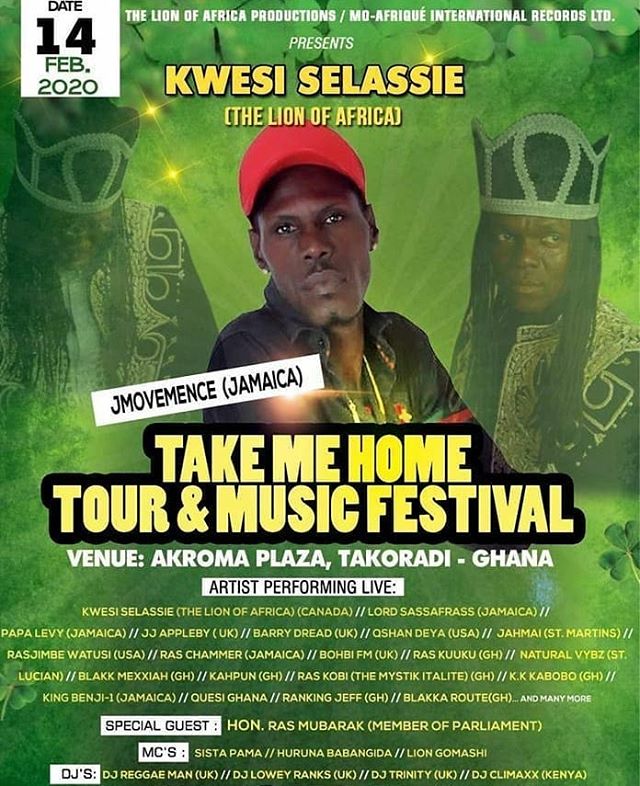 DATE
14
FEB.
2020
THE LION OF AFRICA PRODUCTIONS / MO-AFRIQUÉ INTERNATIONAL RECORDS LTD.
PRESENTS
KWESI SELASSIE
(THE LION OF AFRICA)
JMOVEMENCE (JAMAICA)
TAKE ME HOME
TOUR & MUSIC FESTIVAL
VENUE: AKROMA PLAZA, TAKORADI - GHANA
ARTIST PERFORMING LIVE:
KWESI SELASSIE (THE LION OF AFRICA) (CANADA) // LORD SASSAFRASS (JAMAICA) //
PAPA LEVY (JAMAICA) // JJ APPLEBY ( UK) // BARRY DREAD (UK) // QSHAN DEYA (USA) // JAHMAI (ST. MARTINS) //
RASJIMBE WATUSI (USA) // RAS CHAMMER (JAMAICA) // BOHBI FM (UK) // RAS KUUKU (GH) // NATURAL VYBZ (ST.
LUCIAN) // BLAKK MEXXIAH (GH) // KAHPUN (GH) // RAS KOBI (THE MYSTIK ITALITE) (GH) // K.K KABOBO (GH) //
KING BENJI-1 (JAMAICA) // QUESI GHANA // RANKING JEFF (GH) // BLAKKA ROUTE(GH)... AND MANY MORE
SPECIAL GUEST : HON. RAS MUBARAK (MEMBER OF PARLIAMENT)
MC'S : SISTA PAMA // HURUNA BABANGIDA // LION GOMASHI
DJ'S: DJ REGGAE MAN (UK) // DJ LOWEY RANKS (UK) // DJ TRINITY (UK) // DJ CLIMAXX (KENYA)